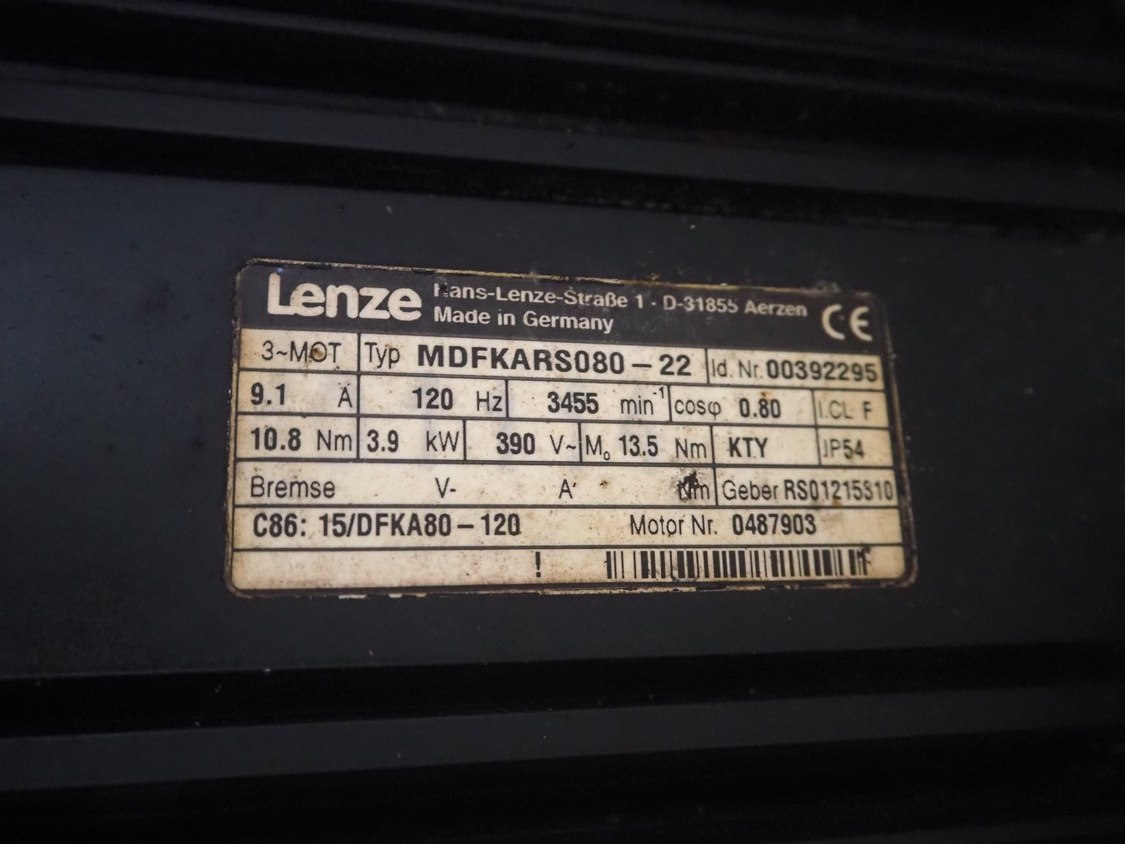 Lenze Hans-Lenze-Straße 1 · D-31855 Aerzen
Made in Germany CE
3~MOT Typ MDFKARS080-22 Id. Nr. 00392295
9.1 A 120 Hz 3455 min-1 cosφ 0.80 I.CL F
10.8 Nm 3.9 kW 390 V~ Mo 13.5 Nm KTY IP54
Bremse V- A Nm Geber RS01215310
C86: 15/DFKA80-120 Motor Nr. 0487903
!